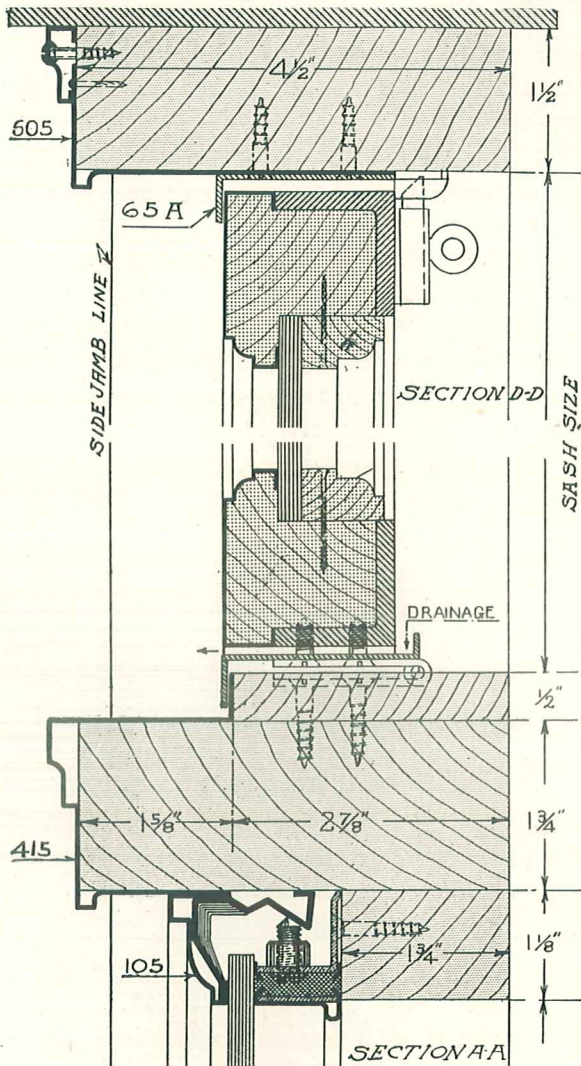 4½"
1½"
605
65A
SIDE JAMB LINE
SECTION D-D
SASH SIZE
DRAINAGE
½"
1⅝"
2⅞"
1¾"
415
1¾"
1⅛"
105
SECTION A-A